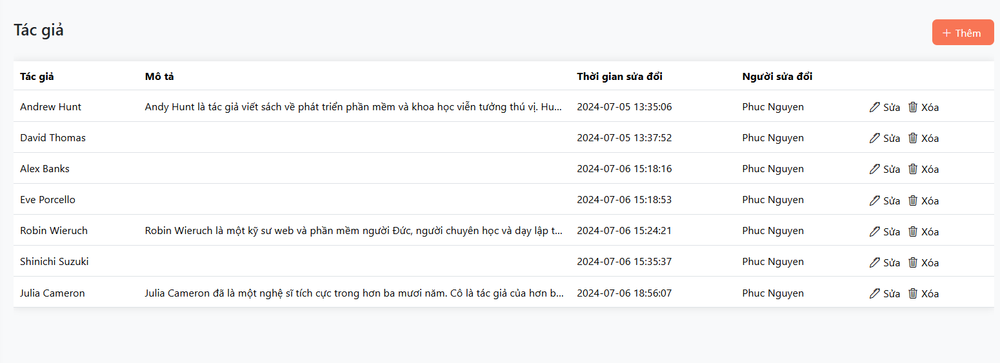 Tác giả
Thêm
Tác giả Mô tả Thời gian sửa đổi Người sửa đổi
Andrew Hunt Andy Hunt là tác giả viết sách về phát triển phần mềm và khoa học viễn tưởng thú vị. Hu... 2024-07-05 13:35:06 Phuc Nguyen Sửa Xóa
David Thomas 2024-07-05 13:37:52 Phuc Nguyen Sửa Xóa
Alex Banks 2024-07-06 15:18:16 Phuc Nguyen Sửa Xóa
Eve Porcello 2024-07-06 15:18:53 Phuc Nguyen Sửa Xóa
Robin Wieruch Robin Wieruch là một kỹ sư web và phần mềm người Đức, người chuyên học và dạy lập t... 2024-07-06 15:24:21 Phuc Nguyen Sửa Xóa
Shinichi Suzuki 2024-07-06 15:35:37 Phuc Nguyen Sửa Xóa
Julia Cameron Julia Cameron đã là một nghệ sĩ tích cực trong hơn ba mươi năm. Cô là tác giả của hơn b... 2024-07-06 18:56:07 Phuc Nguyen Sửa Xóa